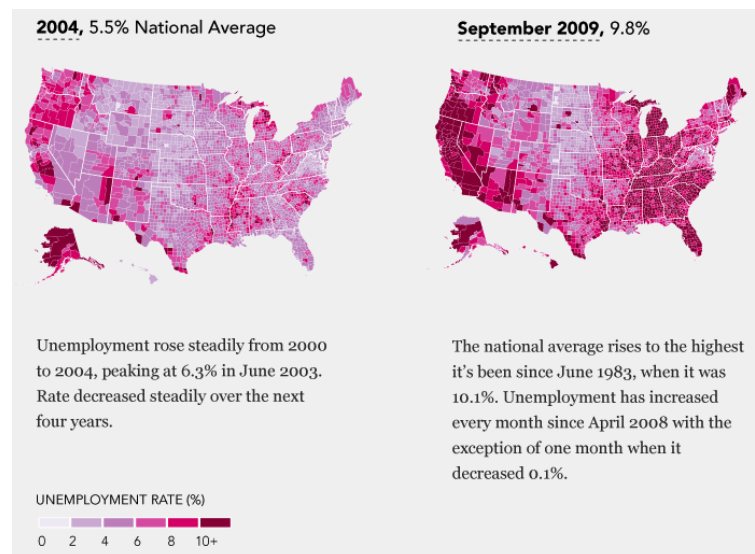 2004, 5.5% National Average
September 2009, 9.8%
Unemployment rose steadily from 2000
to 2004, peaking at 6.3% in June 2003.
Rate decreased steadily over the next
four years.
The national average rises to the highest
it's been since June 1983, when it was
10.1%. Unemployment has increased
every month since April 2008 with the
exception of one month when it
decreased 0.1%.
UNEMPLOYMENT RATE (%)
0 2 4 6 8 10+